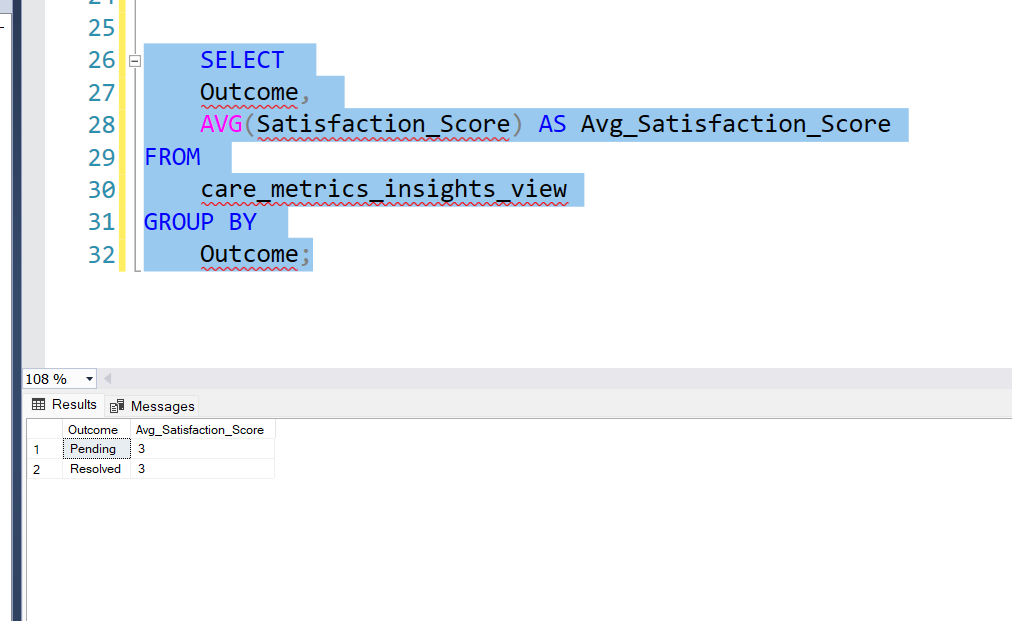 24
25
26 SELECT
27 Outcome,
28 AVG(Satisfaction_Score) AS Avg_Satisfaction_Score
29 FROM
30 care_metrics_insights_view
31 GROUP BY
32 Outcome;
108 %
Results Messages
Outcome Avg_Satisfaction_Score
1 Pending 3
2 Resolved 3